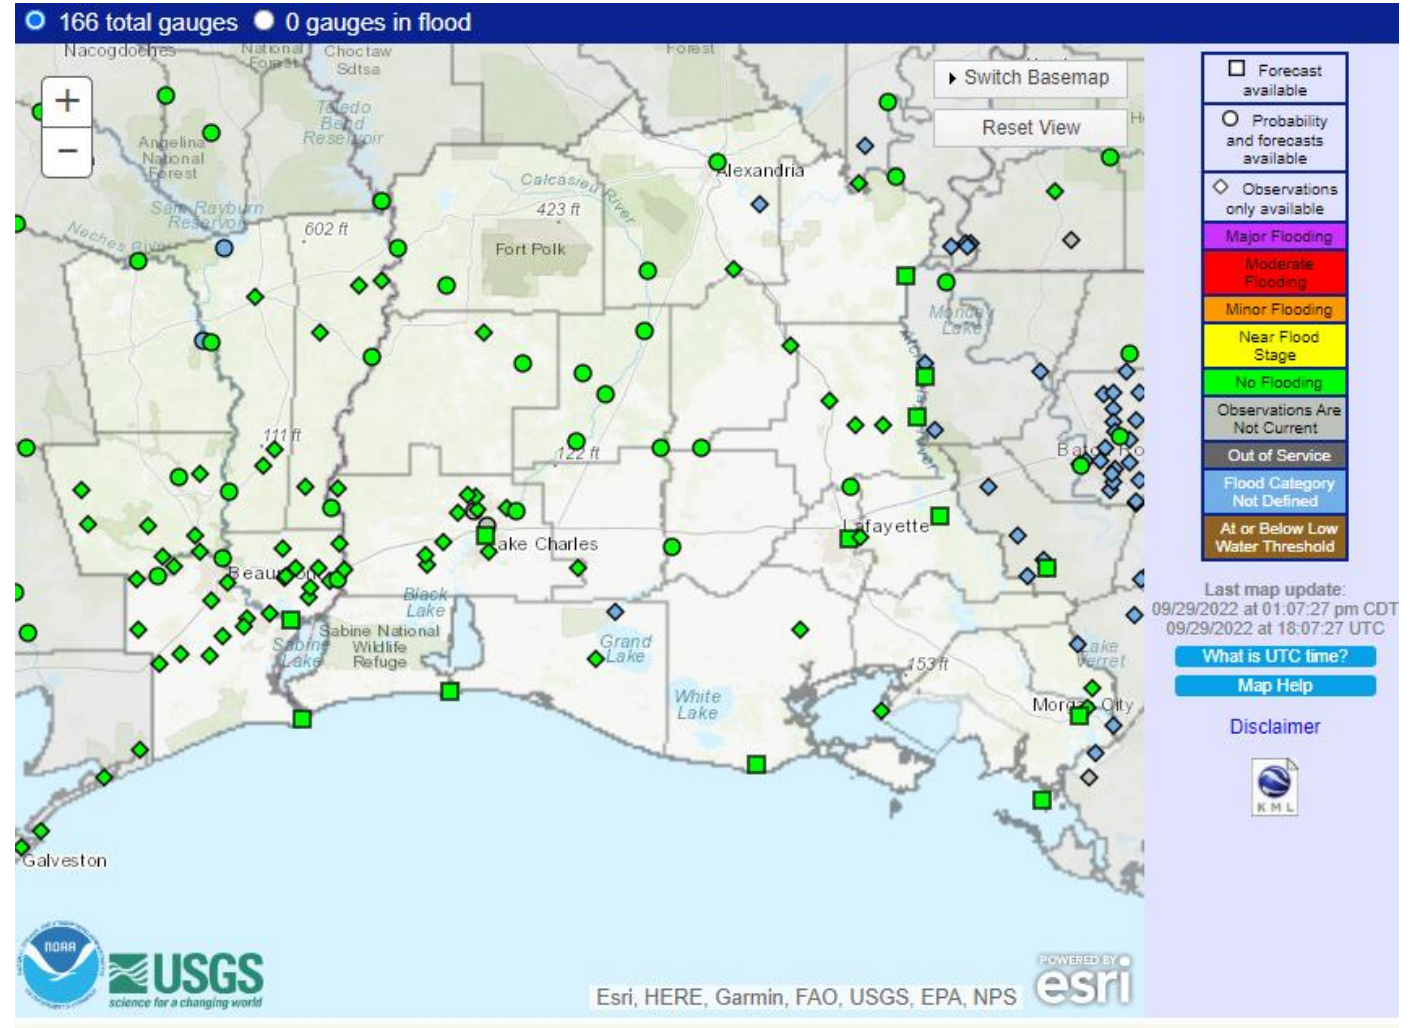 166 total gauges 0 gauges in flood
Nacogdoches
National
Forest
Choctaw
Sdtsa
Forest
Switch Basemap
Reset View
+
−
Toledo
Bend
Reservoir
Angelina
National
Forest
Alexandria
Calcasieu River
423 ft
Sam Rayburn
Reservoir
602 ft
Neches River
Fort Polk
111 ft
122 ft
Lafayette
Lake Charles
Beaumont
Black
Lake
Sabine National
Wildlife
Refuge
Sabine
Lake
Grand
Lake
White
Lake
153 ft
Lake
Verret
Morgan City
Galveston
NOAA
USGS
science for a changing world
POWERED BY
esri
Esri, HERE, Garmin, FAO, USGS, EPA, NPS
Forecast
available
Probability
and forecasts
available
Observations
only available
Major Flooding
Moderate
Flooding
Minor Flooding
Near Flood
Stage
No Flooding
Observations Are
Not Current
Out of Service
Flood Category
Not Defined
At or Below Low
Water Threshold
Last map update:
09/29/2022 at 01:07:27 pm CDT
09/29/2022 at 18:07:27 UTC
What is UTC time?
Map Help
Disclaimer
KML